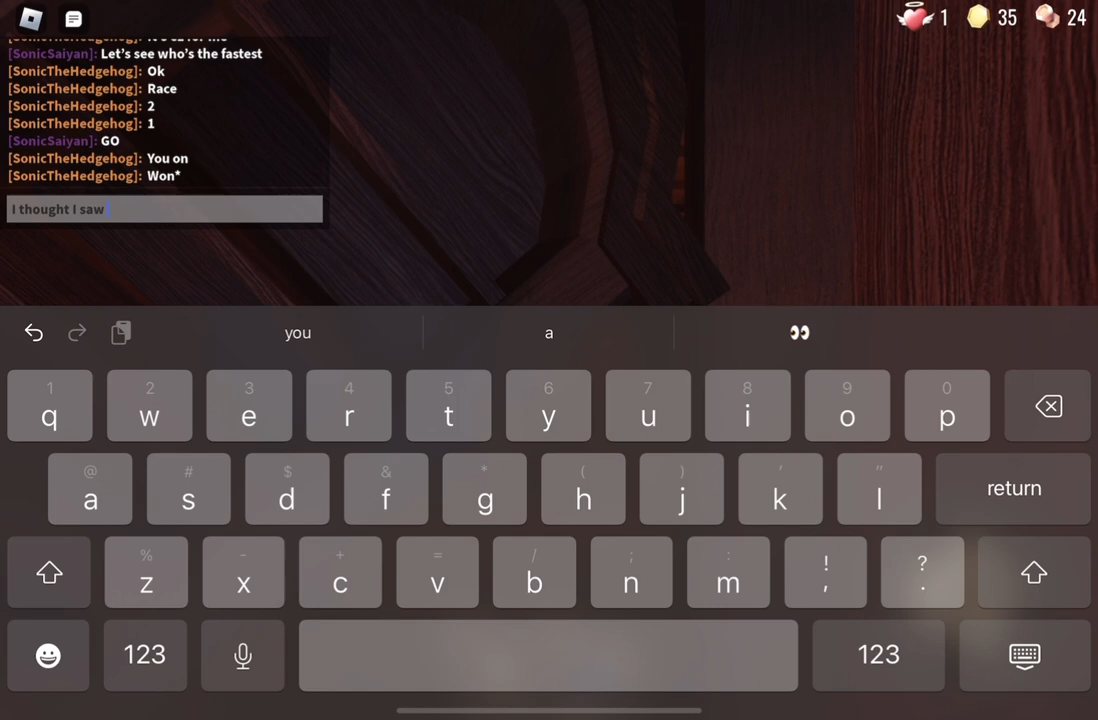 1
35
24
[SonicSaiyan]: Let's see who's the fastest
[SonicTheHedgehog]: Ok
[SonicTheHedgehog]: Race
[SonicTheHedgehog]: 2
[SonicTheHedgehog]: 1
[SonicSaiyan]: GO
[SonicTheHedgehog]: You on
[SonicTheHedgehog]: Won*
I thought I saw
you a 👀
1 2 3 4 5 6 7 8 9 0
q w e r t y u i o p
@ # $ & * ( ) ' "
a s d f g h j k l return
% - + = / ; : ! ?
z x c v b n m , .
123 123